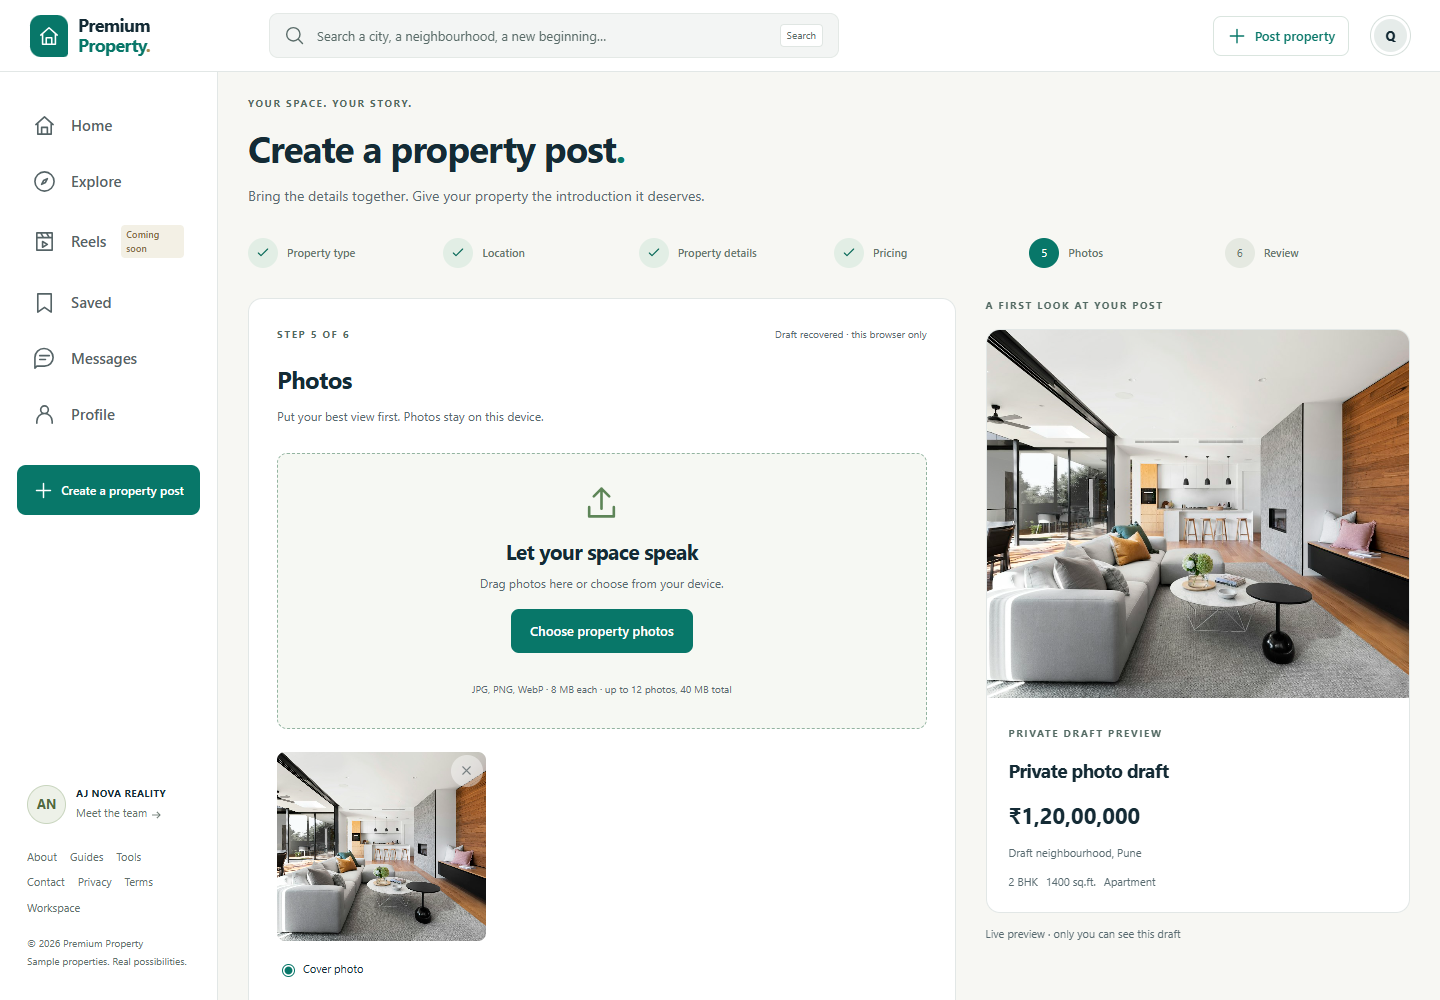 Premium
Property.
Search a city, a neighbourhood, a new beginning...
Search
Post property
Q
Home
Explore
Reels
Coming
soon
Saved
Messages
Profile
Create a property post
AN
AJ NOVA REALITY
Meet the team →
About Guides Tools
Contact Privacy Terms
Workspace
© 2026 Premium Property
Sample properties. Real possibilities.
YOUR SPACE. YOUR STORY.
Create a property post.
Bring the details together. Give your property the introduction it deserves.
Property type
Location
Property details
Pricing
5 Photos
6 Review
STEP 5 OF 6
Draft recovered · this browser only
Photos
Put your best view first. Photos stay on this device.
Let your space speak
Drag photos here or choose from your device.
Choose property photos
JPG, PNG, WebP · 8 MB each · up to 12 photos, 40 MB total
Cover photo
A FIRST LOOK AT YOUR POST
PRIVATE DRAFT PREVIEW
Private photo draft
₹1,20,00,000
Draft neighbourhood, Pune
2 BHK 1400 sq.ft. Apartment
Live preview · only you can see this draft